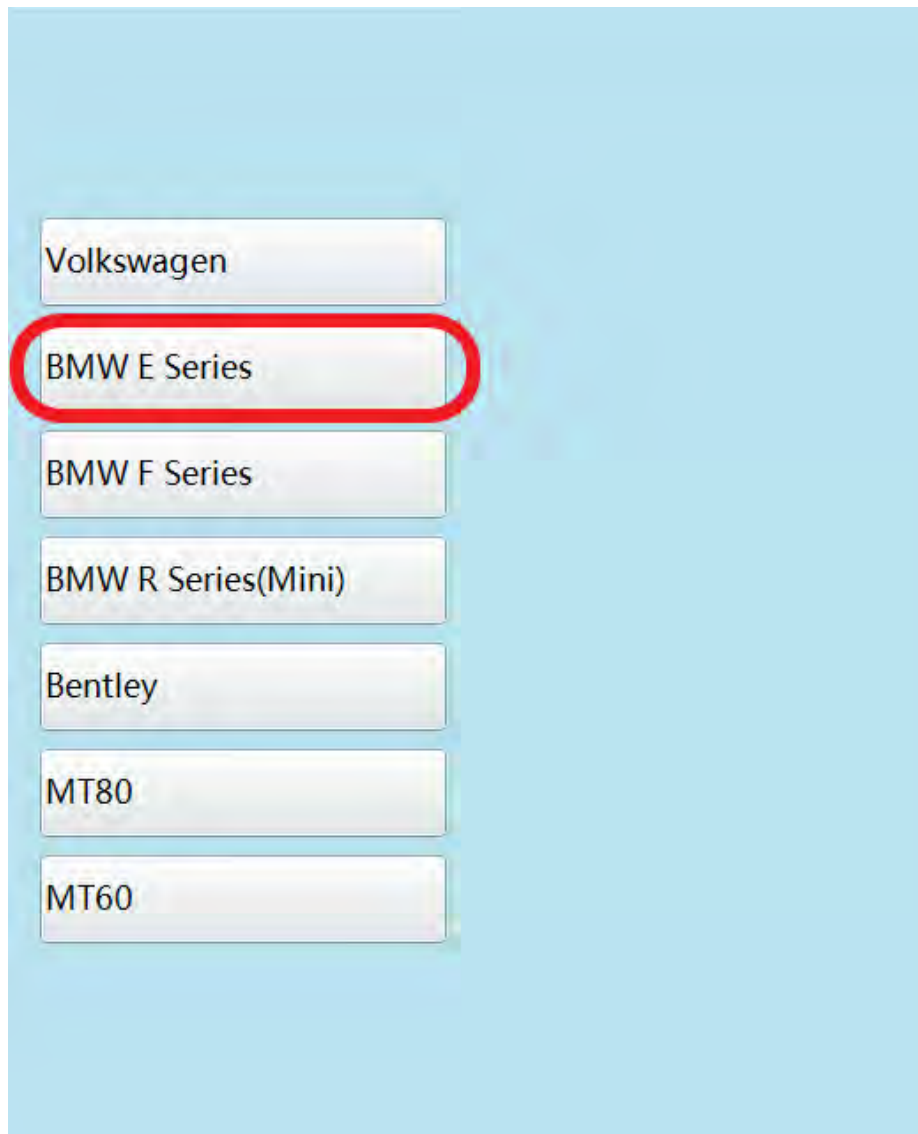 Volkswagen
BMW E Series
BMW F Series
BMW R Series(Mini)
Bentley
MT80
MT60